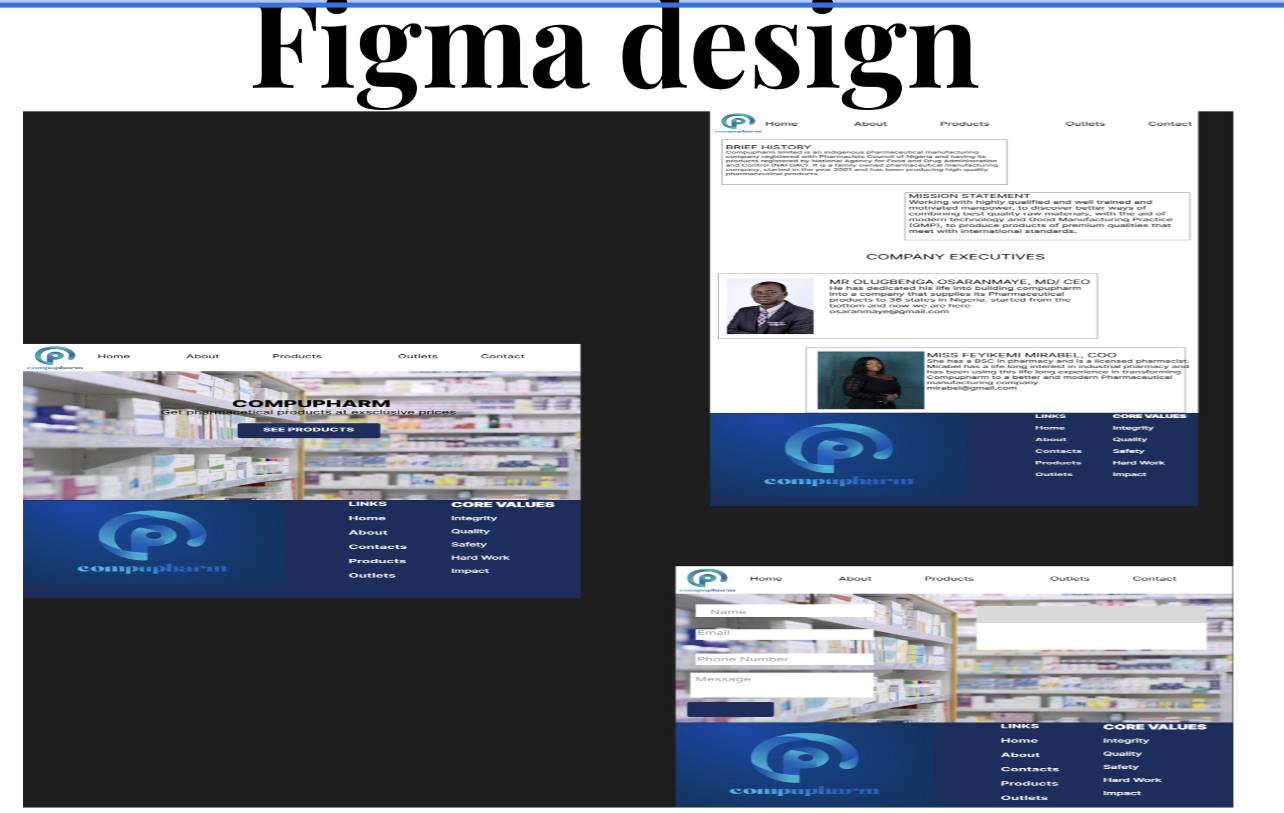 Figma design
compupharm
Home About Products Outlets Contact
COMPUPHARM
Get pharmacetical products at exsclusive prices
SEE PRODUCTS
compupharm
LINKS
Home
About
Contacts
Products
Outlets
CORE VALUES
Integrity
Quality
Safety
Hard Work
Impact
compupharm
Home About Products Outlets Contact
BRIEF HISTORY
Compupharm limited is an indigenous pharmaceutical manufacturing
company registered with Pharmacists Council of Nigeria and having its
products registered by National Agency for Food and Drug Administration
and Control (NAFDAC). It is a family owned pharmaceutical manufacturing
company, started in the year 2001 and has been producing high quality
pharmaceutical products.
MISSION STATEMENT
Working with highly qualified and well trained and
motivated manpower, to discover better ways of
combining best quality raw materials, with the aid of
modern technology and Good Manufacturing Practice
(GMP), to produce products of premium qualities that
meet with international standards.
COMPANY EXECUTIVES
MR OLUGBENGA OSARANMAYE, MD/ CEO
He has dedicated his life into building compupharm
into a company that supplies its Pharmaceutical
products to 36 states in Nigeria. started from the
bottom and now we are here
osaranmaye@gmail.com
MISS FEYIKEMI MIRABEL, COO
She has a BSC in pharmacy and is a licensed pharmacist.
Mirabel has a life long interest in industrial pharmacy and
has been using this life long experience in transforming
Compupharm to a better and modern Pharmaceutical
manufacturing company.
mirabel@gmail.com
compupharm
LINKS
Home
About
Contacts
Products
Outlets
CORE VALUES
Integrity
Quality
Safety
Hard Work
Impact
compupharm
Home About Products Outlets Contact
Name
Email
Phone Number
Message
compupharm
LINKS
Home
About
Contacts
Products
Outlets
CORE VALUES
Integrity
Quality
Safety
Hard Work
Impact